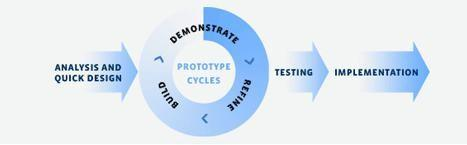 ANALYSIS AND
QUICK DESIGN
DEMONSTRATE
PROTOTYPE
CYCLES
BUILD
REFINE
TESTING
IMPLEMENTATION